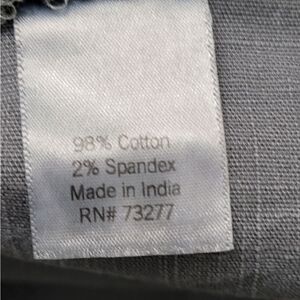 98% Cotton
2% Spandex
Made in India
RN# 73277